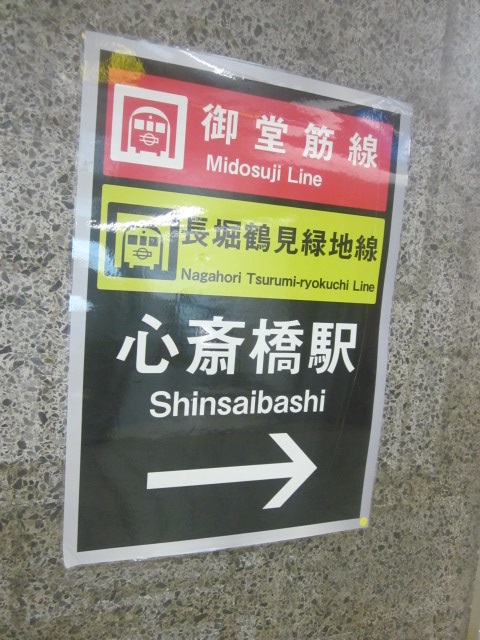 御堂筋線
Midosuji Line
長堀鶴見緑地線
Nagahori Tsurumi-ryokuchi Line
心斎橋駅
Shinsaibashi